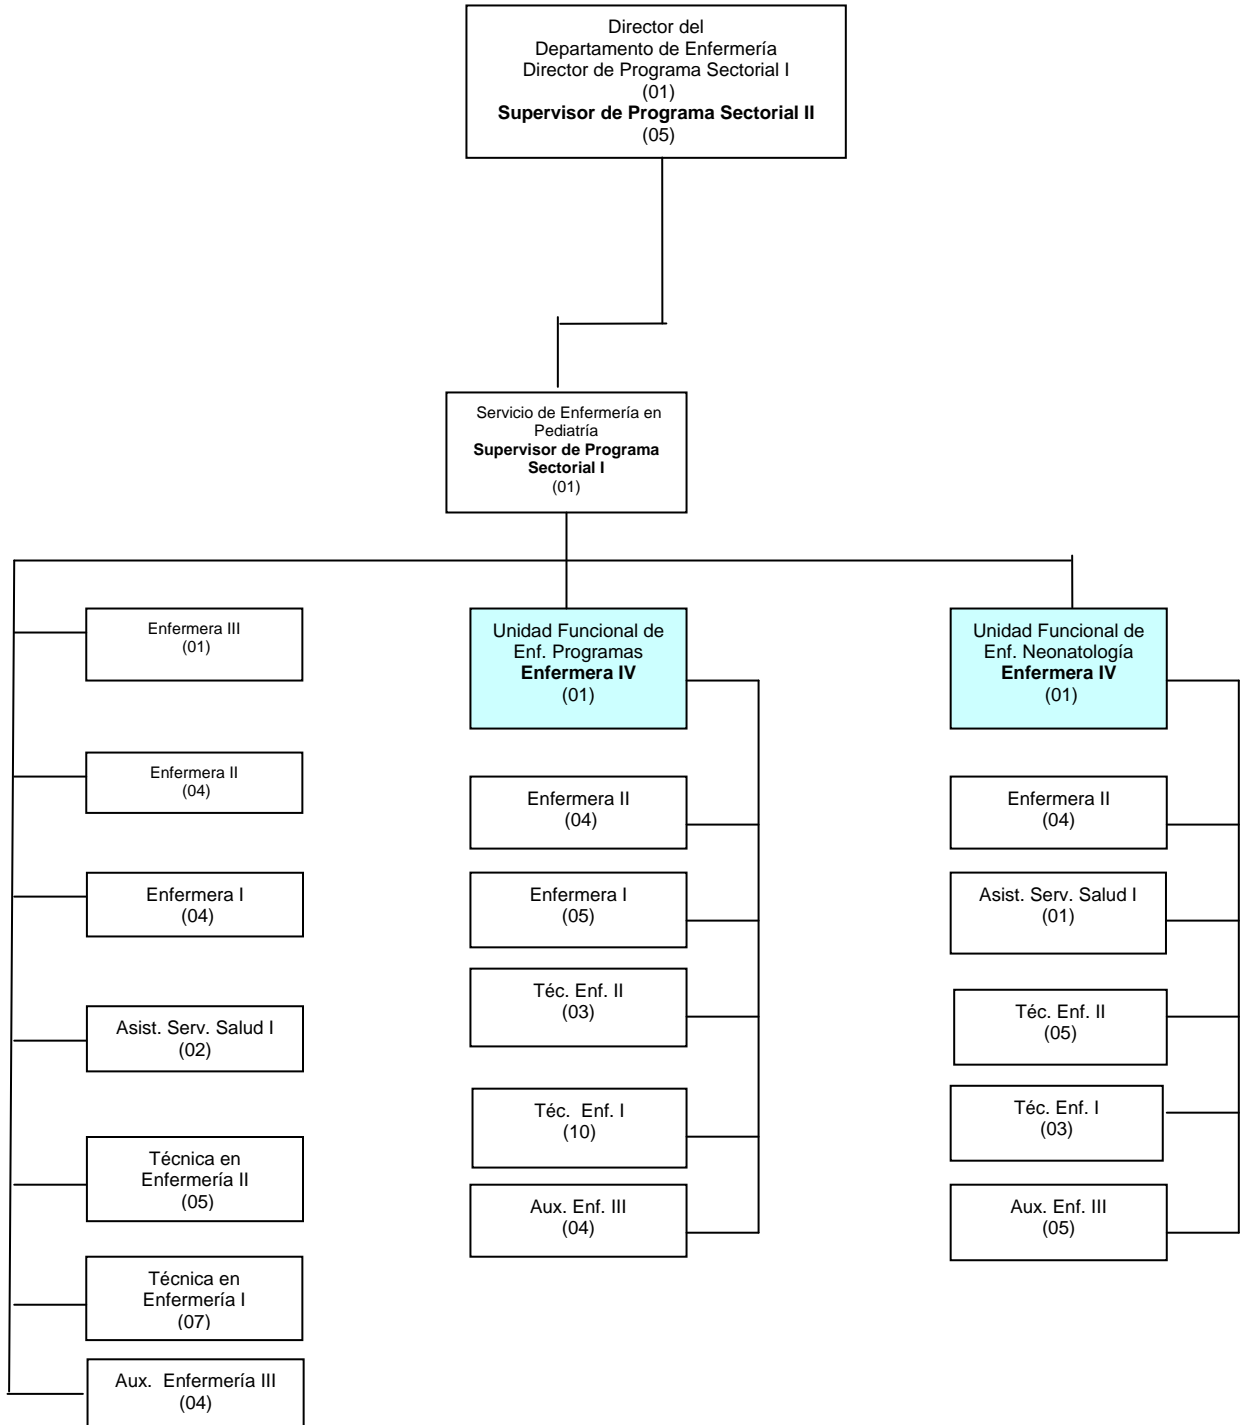 Director del
Departamento de Enfermería
Director de Programa Sectorial I
(01)
Supervisor de Programa Sectorial II
(05)
Servicio de Enfermería en
Pediatría
Supervisor de Programa
Sectorial I
(01)
Enfermera III
(01)
Enfermera II
(04)
Enfermera I
(04)
Asist. Serv. Salud I
(02)
Técnica en
Enfermería II
(05)
Técnica en
Enfermería I
(07)
Aux. Enfermería III
(04)
Unidad Funcional de
Enf. Programas
Enfermera IV
(01)
Enfermera II
(04)
Enfermera I
(05)
Téc. Enf. II
(03)
Téc. Enf. I
(10)
Aux. Enf. III
(04)
Unidad Funcional de
Enf. Neonatología
Enfermera IV
(01)
Enfermera II
(04)
Asist. Serv. Salud I
(01)
Téc. Enf. II
(05)
Téc. Enf. I
(03)
Aux. Enf. III
(05)